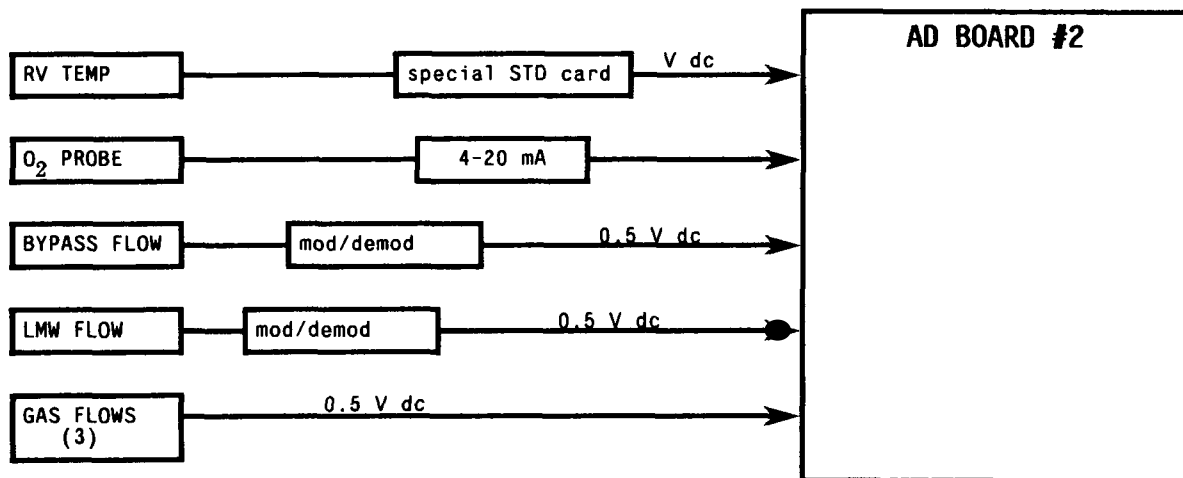 AD BOARD #2
RV TEMP
special STD card
V dc
O₂ PROBE
4-20 mA
BYPASS FLOW
mod/demod
0.5 V dc
LMW FLOW
mod/demod
0.5 V dc
GAS FLOWS
(3)
0.5 V dc